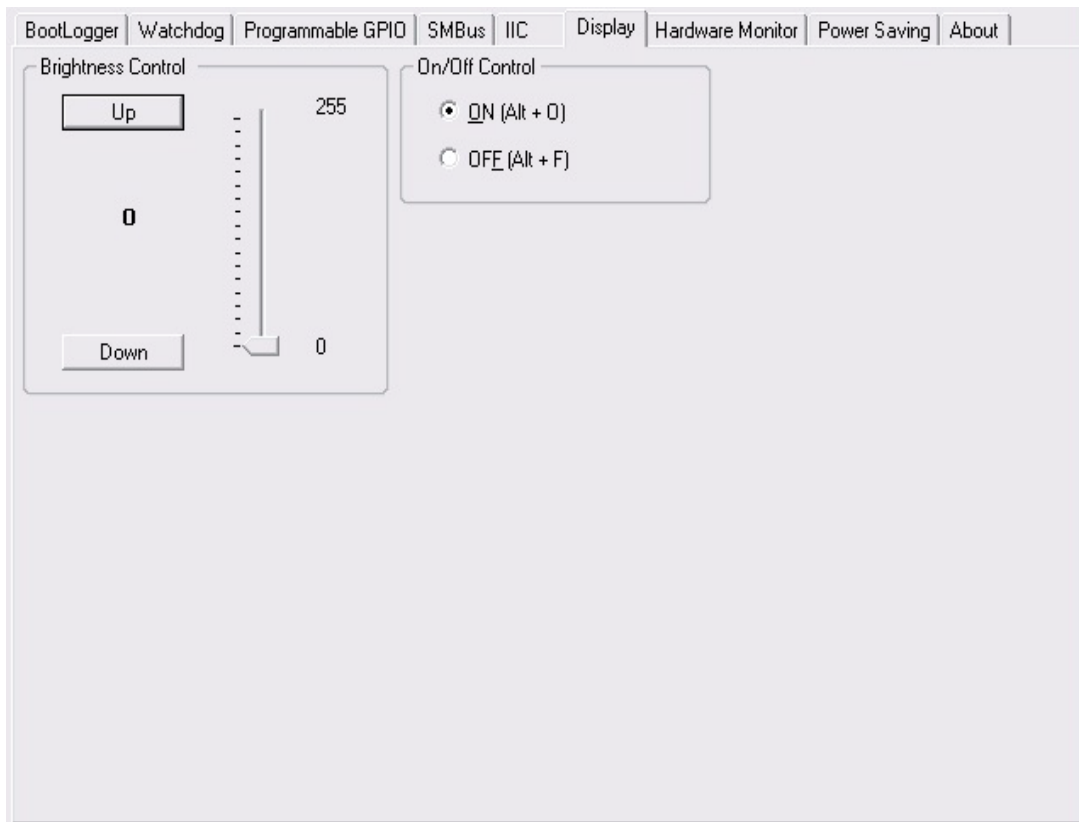 BootLogger Watchdog Programmable GPIO SMBus IIC Display Hardware Monitor Power Saving About
Brightness Control
Up
255
0
Down
0
On/Off Control
ON (Alt + O)
OFF (Alt + F)